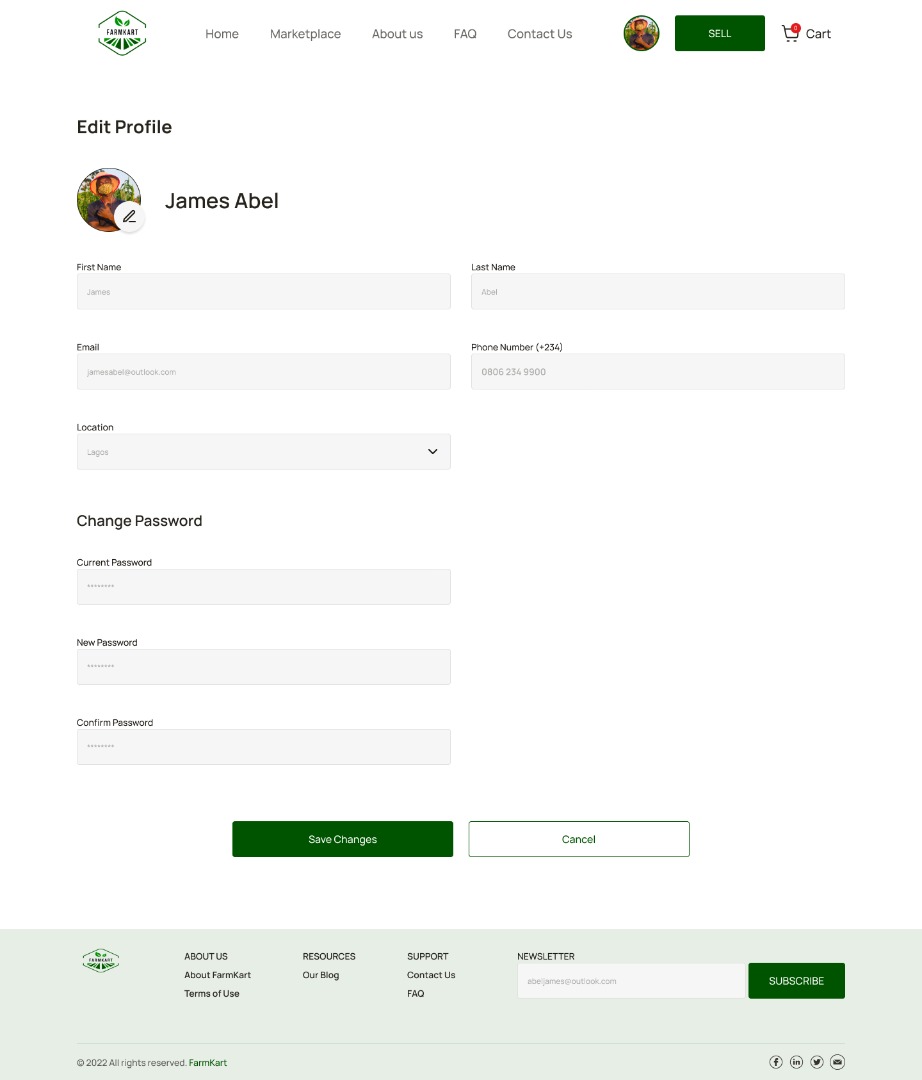 FARMKART
Home Marketplace About us FAQ Contact Us SELL 0 Cart
Edit Profile
James Abel
First Name Last Name
James Abel
Email Phone Number (+234)
jamesabel@outlook.com 0806 234 9900
Location
Lagos
Change Password
Current Password
********
New Password
********
Confirm Password
********
Save Changes Cancel
FARMKART
ABOUT US RESOURCES SUPPORT NEWSLETTER
About FarmKart Our Blog Contact Us abeljames@outlook.com SUBSCRIBE
Terms of Use FAQ
© 2022 All rights reserved. FarmKart